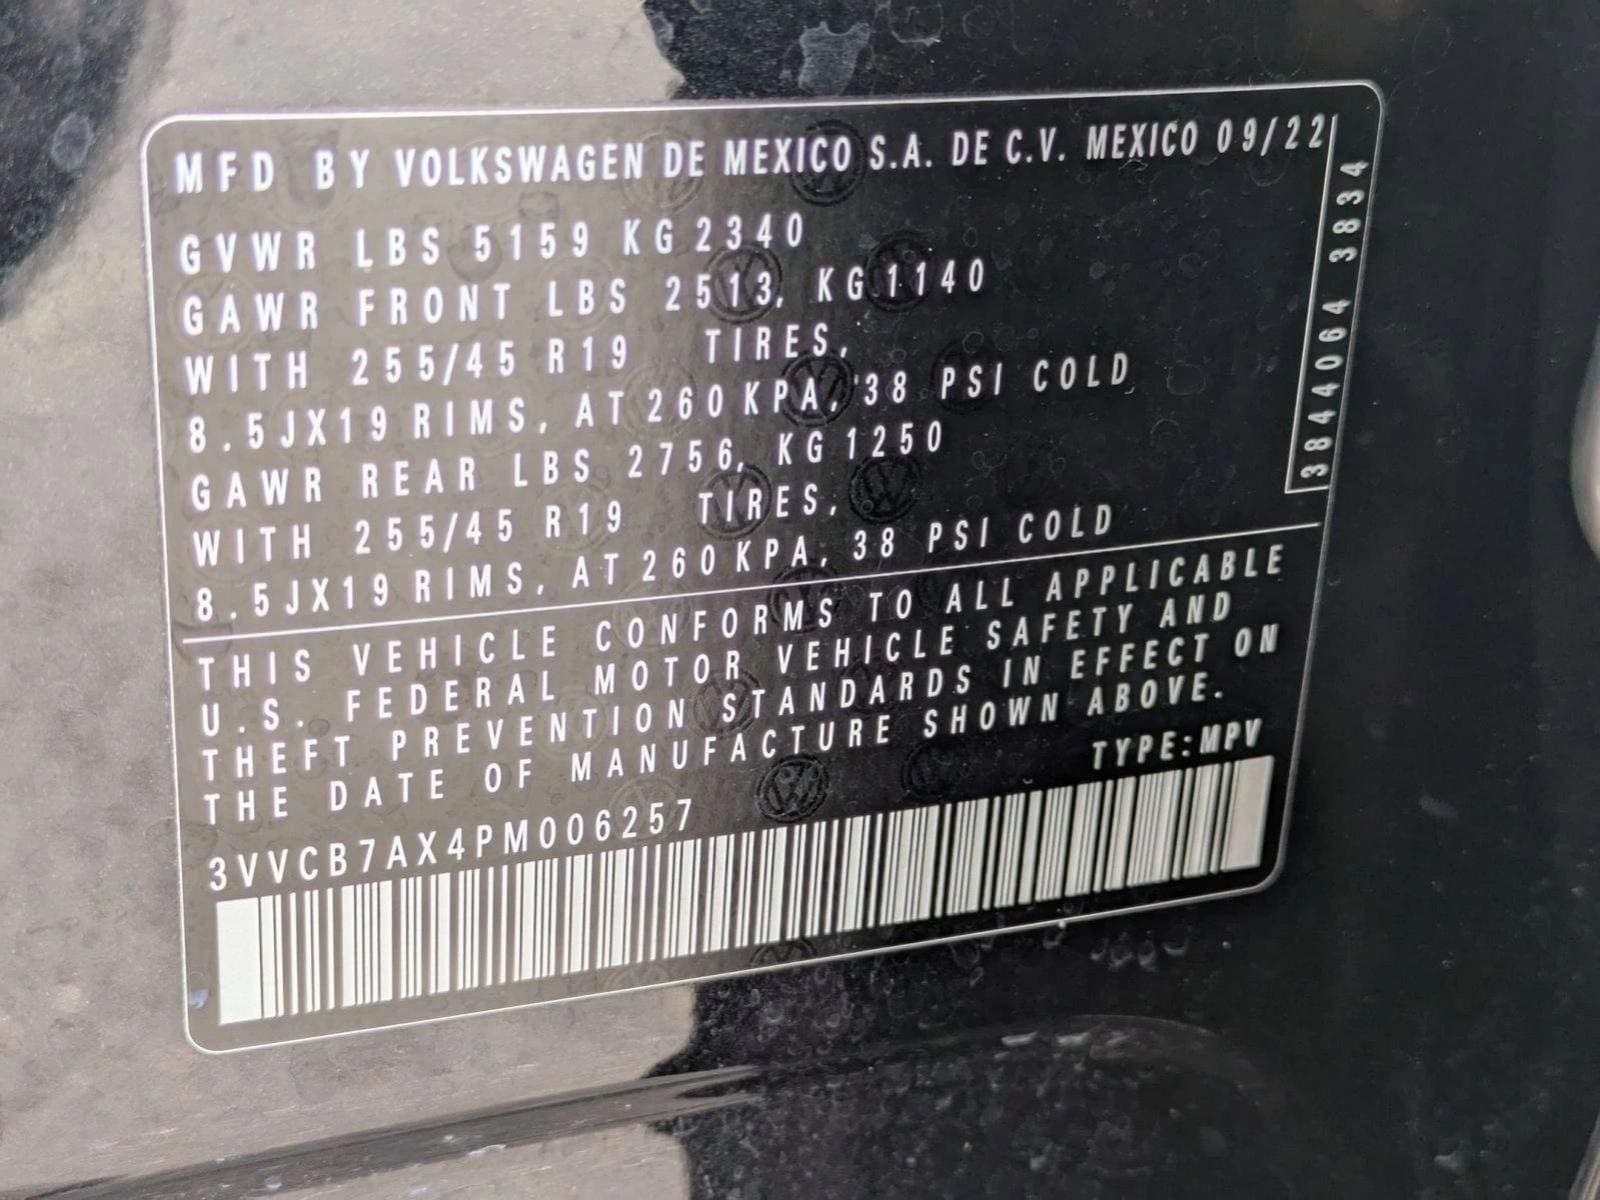 MFD BY VOLKSWAGEN DE MEXICO S.A. DE C.V. MEXICO 09/22
GVWR LBS 5159 KG 2340
GAWR FRONT LBS 2513, KG 1140
WITH 255/45 R19 TIRES,
8.5JX19 RIMS, AT 260 KPA, 38 PSI COLD
GAWR REAR LBS 2756, KG 1250
WITH 255/45 R19 TIRES,
8.5JX19 RIMS, AT 260 KPA, 38 PSI COLD
3844064 3834
THIS VEHICLE CONFORMS TO ALL APPLICABLE
U.S. FEDERAL MOTOR VEHICLE SAFETY AND
THEFT PREVENTION STANDARDS IN EFFECT ON
THE DATE OF MANUFACTURE SHOWN ABOVE.
TYPE:MPV
3VVCB7AX4PM006257